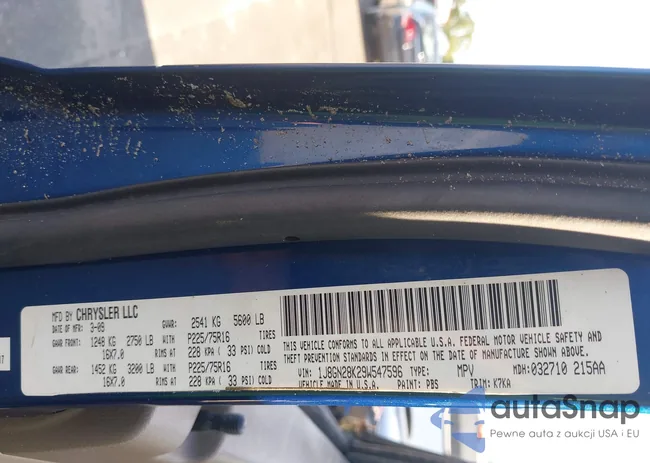 MFD BY CHRYSLER LLC
DATE OF MFR: 3-09 GVWR: 2541 KG 5600 LB
GAWR FRONT: 1248 KG 2750 LB WITH P225/75R16 TIRES
16X7.0 RIMS AT 228 KPA ( 33 PSI) COLD
GAWR REAR: 1452 KG 3200 LB WITH P225/75R16 TIRES
16X7.0 RIMS AT 228 KPA ( 33 PSI) COLD
THIS VEHICLE CONFORMS TO ALL APPLICABLE U.S.A. FEDERAL MOTOR VEHICLE SAFETY AND
THEFT PREVENTION STANDARDS IN EFFECT ON THE DATE OF MANUFACTURE SHOWN ABOVE.
VIN: 1J8GN28K29W547596 TYPE: MPV MDH: 032710 215AA
VEHICLE MADE IN U.S.A. PAINT: PBS TRIM: K7KA
autoSnap
Pewne auta z aukcji USA i EU